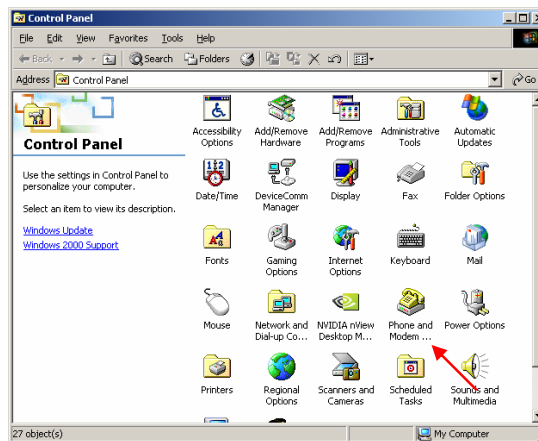 Control Panel
File Edit View Favorites Tools Help
Back Search Folders
Address Control Panel Go
Control Panel
Use the settings in Control Panel to
personalize your computer.
Select an item to view its description.
Windows Update
Windows 2000 Support
Accessibility
Options
Add/Remove
Hardware
Add/Remove
Programs
Administrative
Tools
Automatic
Updates
Date/Time
DeviceComm
Manager
Display
Fax
Folder Options
Fonts
Gaming
Options
Internet
Options
Keyboard
Mail
Mouse
Network and
Dial-up Co...
NVIDIA nView
Desktop M...
Phone and
Modem ...
Power Options
Printers
Regional
Options
Scanners and
Cameras
Scheduled
Tasks
Sounds and
Multimedia
27 object(s)
My Computer